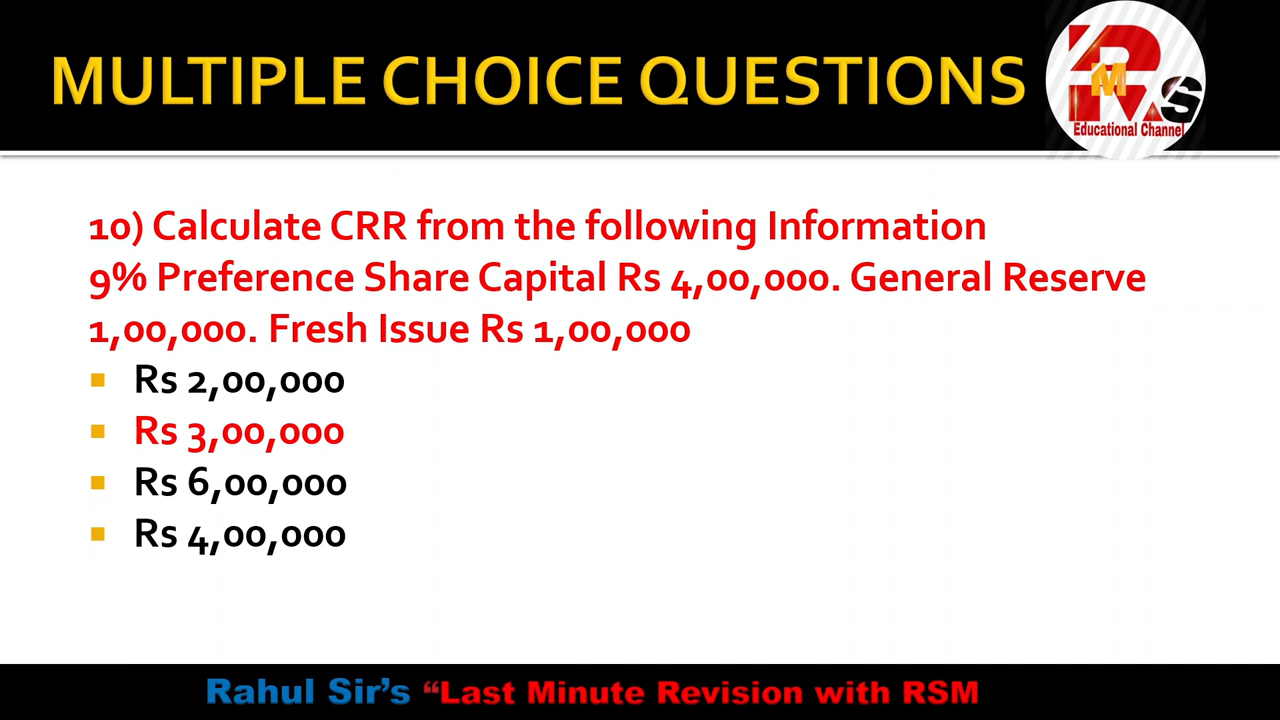 MULTIPLE CHOICE QUESTIONS
RMS
Educational Channel
10) Calculate CRR from the following Information
9% Preference Share Capital Rs 4,00,000. General Reserve
1,00,000. Fresh Issue Rs 1,00,000
Rs 2,00,000
Rs 3,00,000
Rs 6,00,000
Rs 4,00,000
Rahul Sir’s “Last Minute Revision with RSM